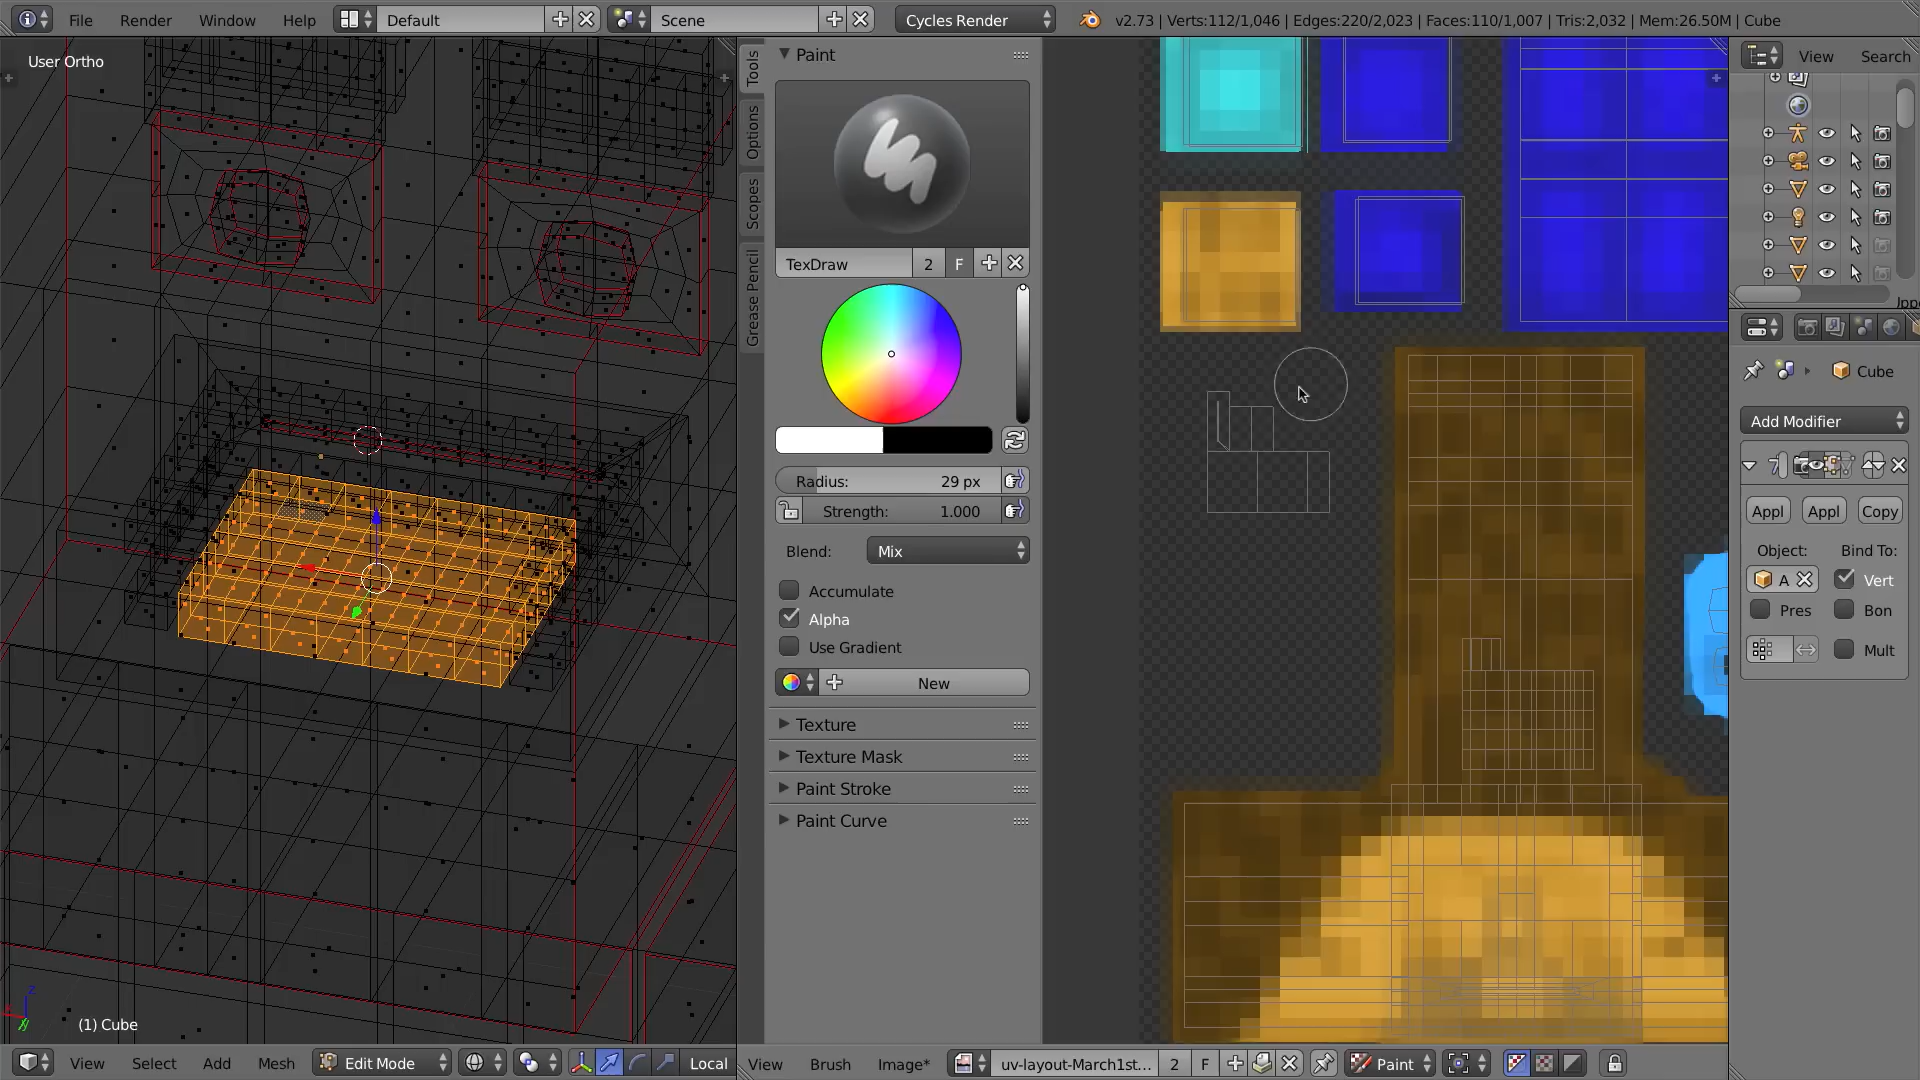 File Render Window Help Default Scene Cycles Render v2.73 | Verts:112/1,046 | Edges:220/2,023 | Faces:110/1,007 | Tris:2,032 | Mem:26.50M | Cube
User Ortho
Tools
Options
Scopes
Grease Pencil
Paint
TexDraw 2 F
Radius: 29 px
Strength: 1.000
Blend: Mix
Accumulate
Alpha
Use Gradient
New
Texture
Texture Mask
Paint Stroke
Paint Curve
View Search
Cube
Add Modifier
Appl Appl Copy
Object: Bind To:
A Vert
Pres Bon
Mult
Z
(1) Cube
View Select Add Mesh Edit Mode Local
View Brush Image* uv-layout-March1st... 2 F Paint